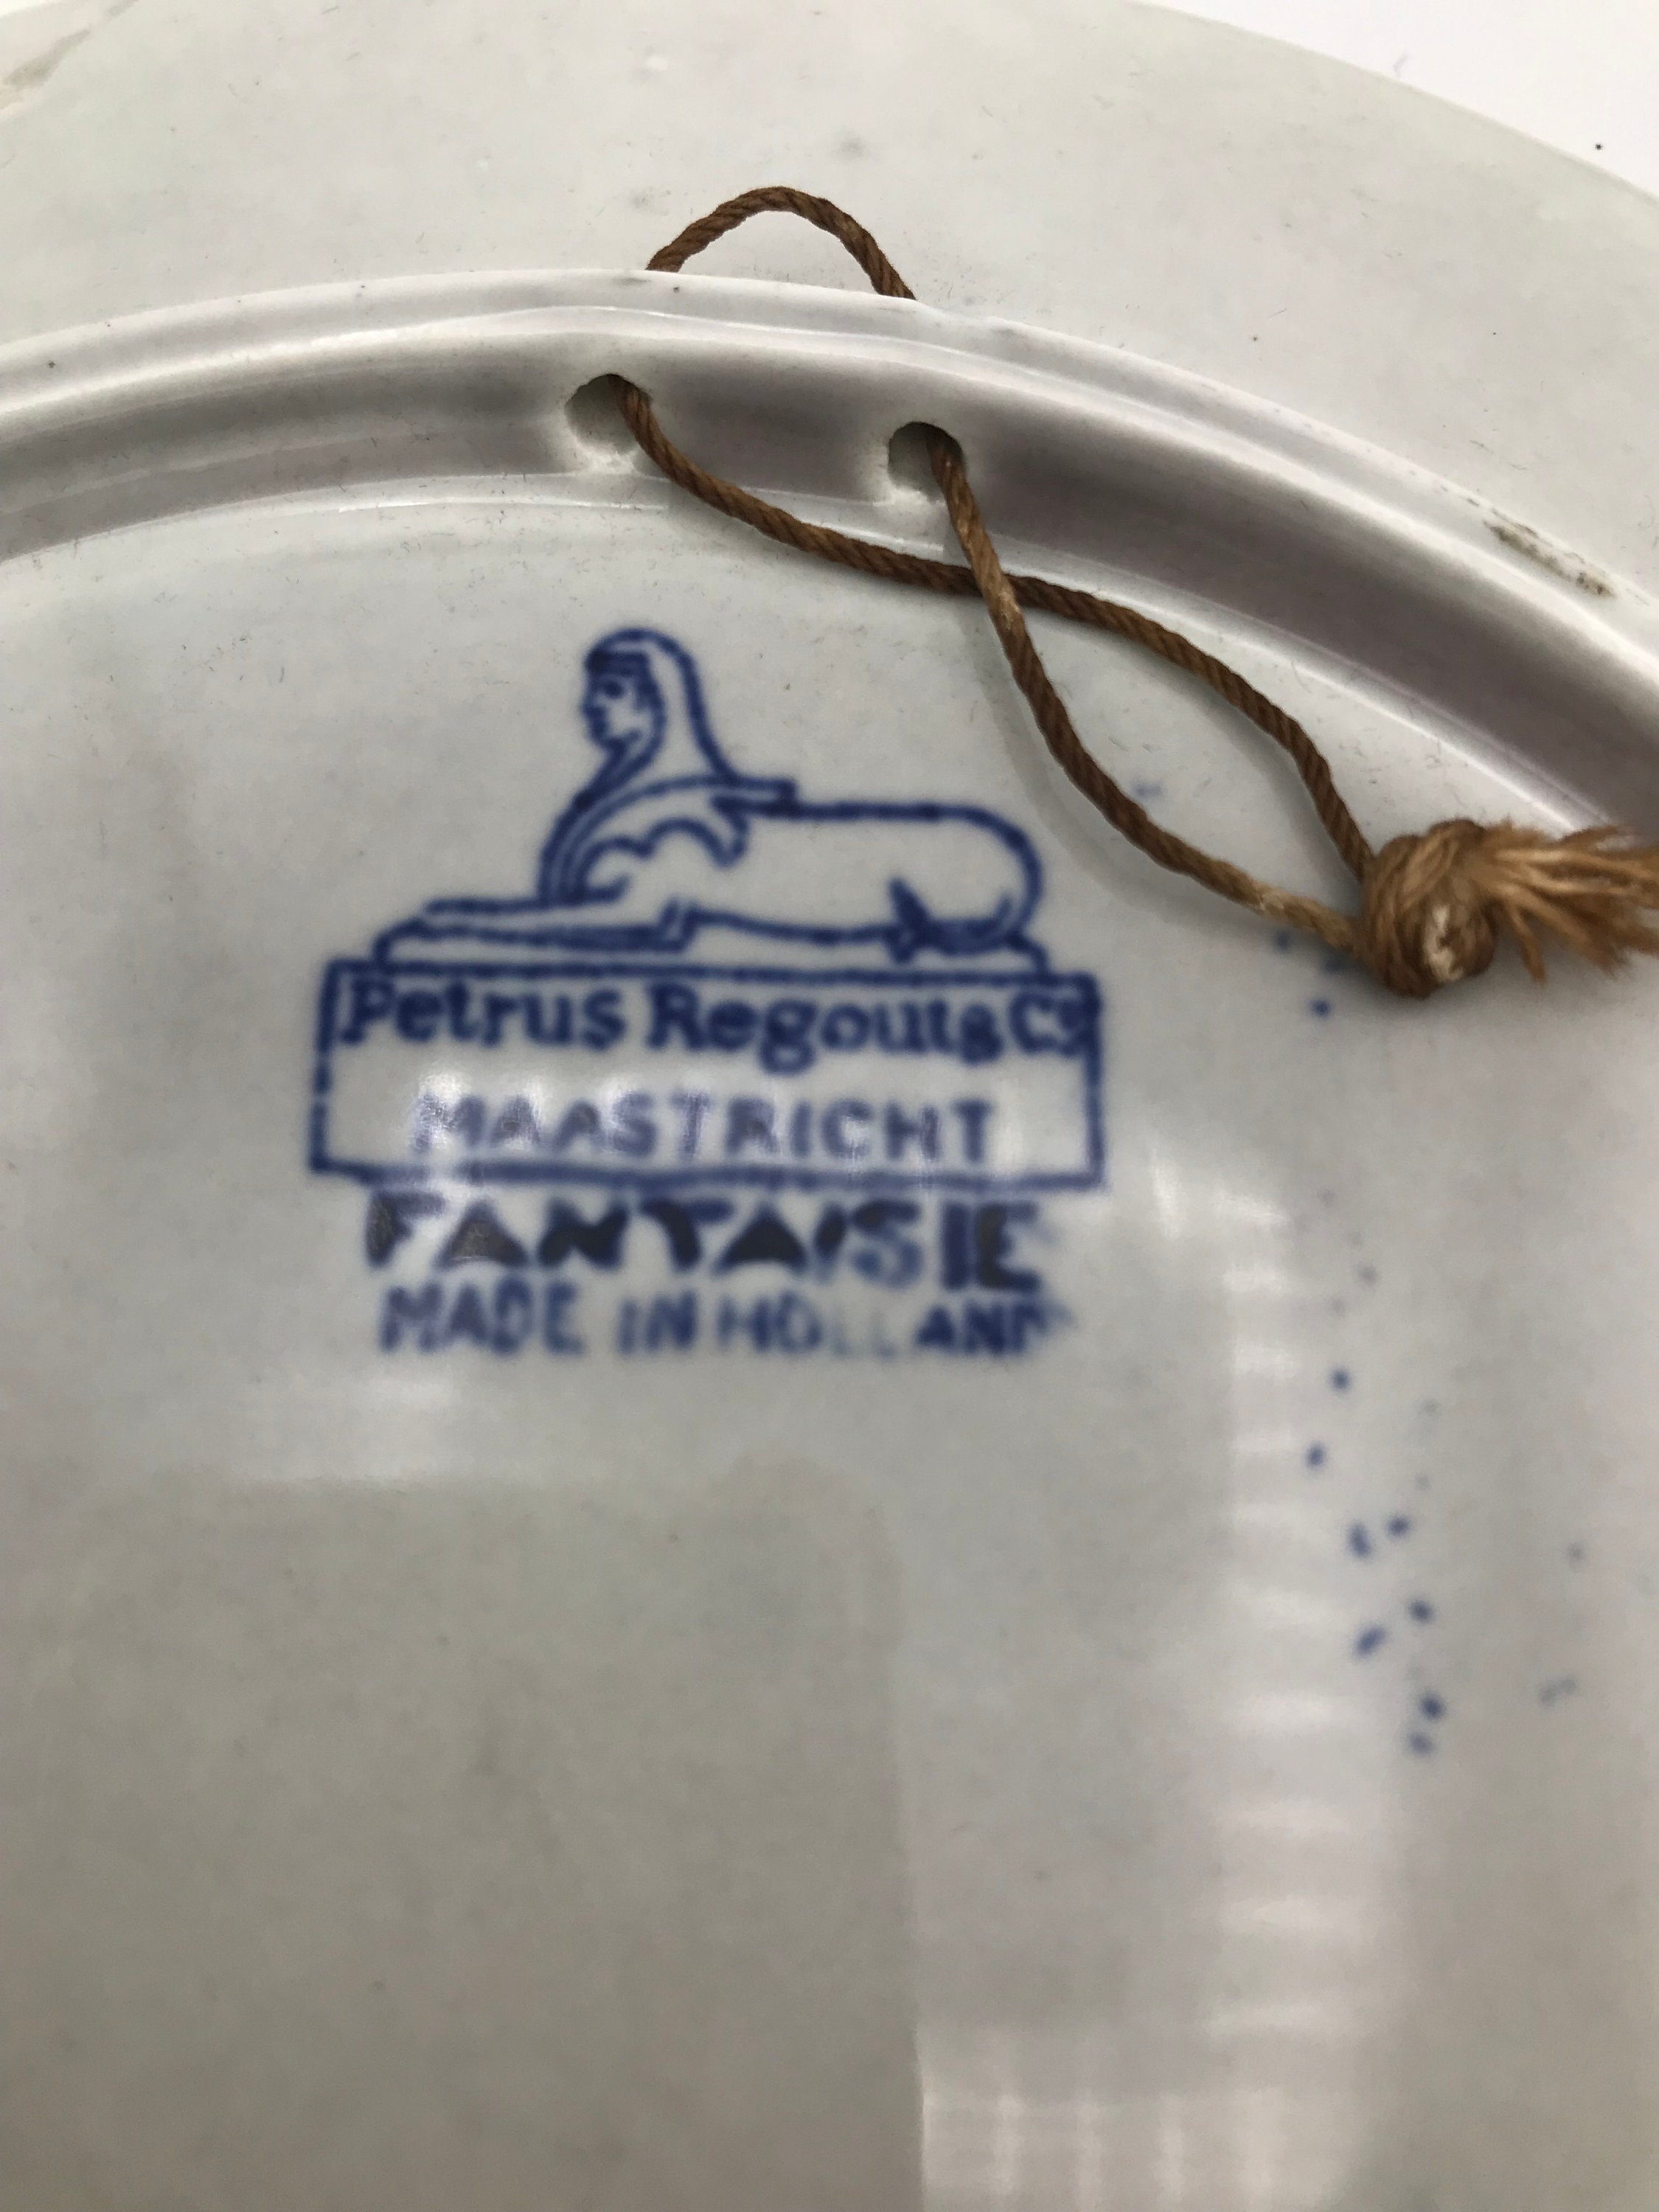 Petrus Regout & Co
MAASTRICHT
FANTAISIE
MADE IN HOLLAND